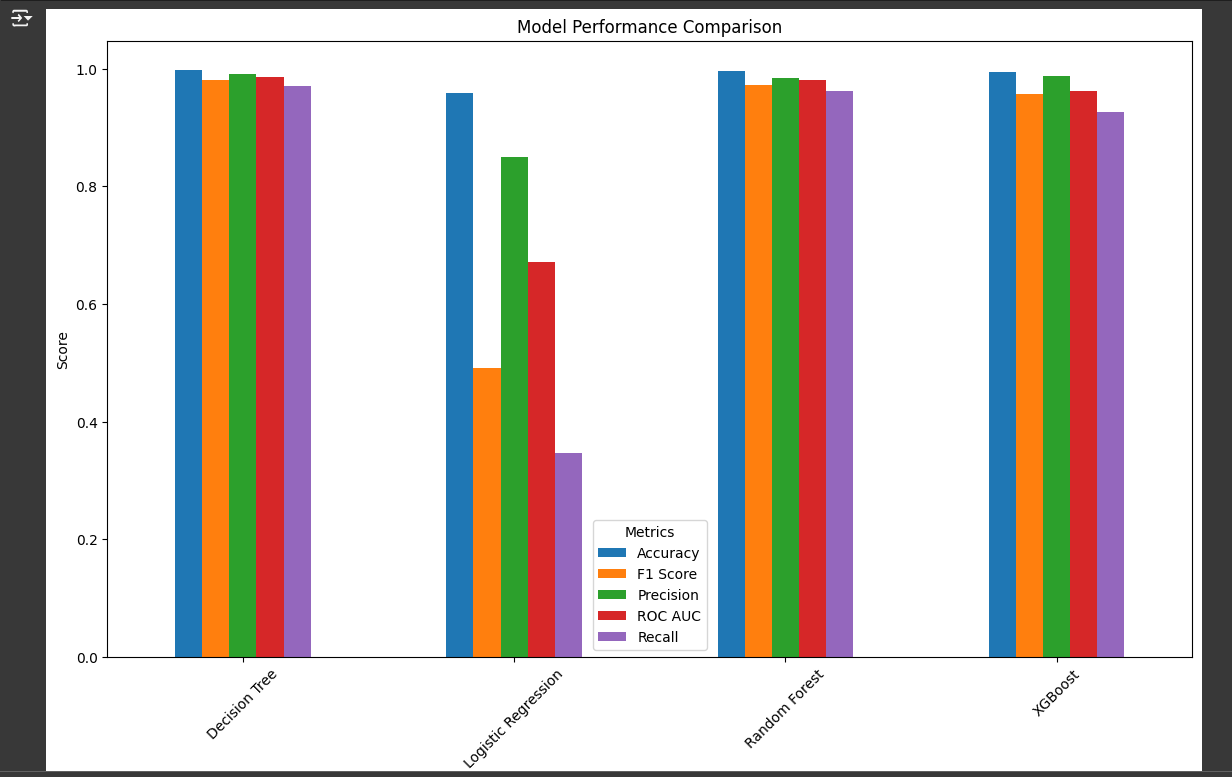 Model Performance Comparison
1.0
0.8
0.6
0.4
0.2
0.0
Score
Metrics
Accuracy
F1 Score
Precision
ROC AUC
Recall
Decision Tree
Logistic Regression
Random Forest
XGBoost